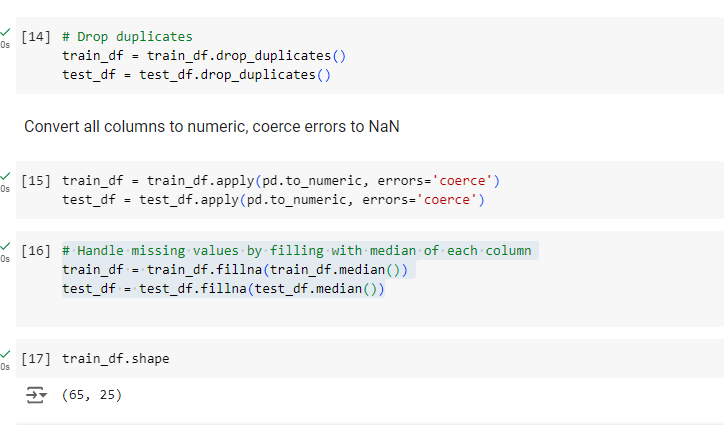 [14] # Drop duplicates
train_df = train_df.drop_duplicates()
0s
test_df = test_df.drop_duplicates()
Convert all columns to numeric, coerce errors to NaN
[15] train_df = train_df.apply(pd.to_numeric, errors='coerce')
0s
test_df = test_df.apply(pd.to_numeric, errors='coerce')
[16] # Handle missing values by filling with median of each column
0s
train_df = train_df.fillna(train_df.median())
test_df = test_df.fillna(test_df.median())
[17] train_df.shape
0s
(65, 25)